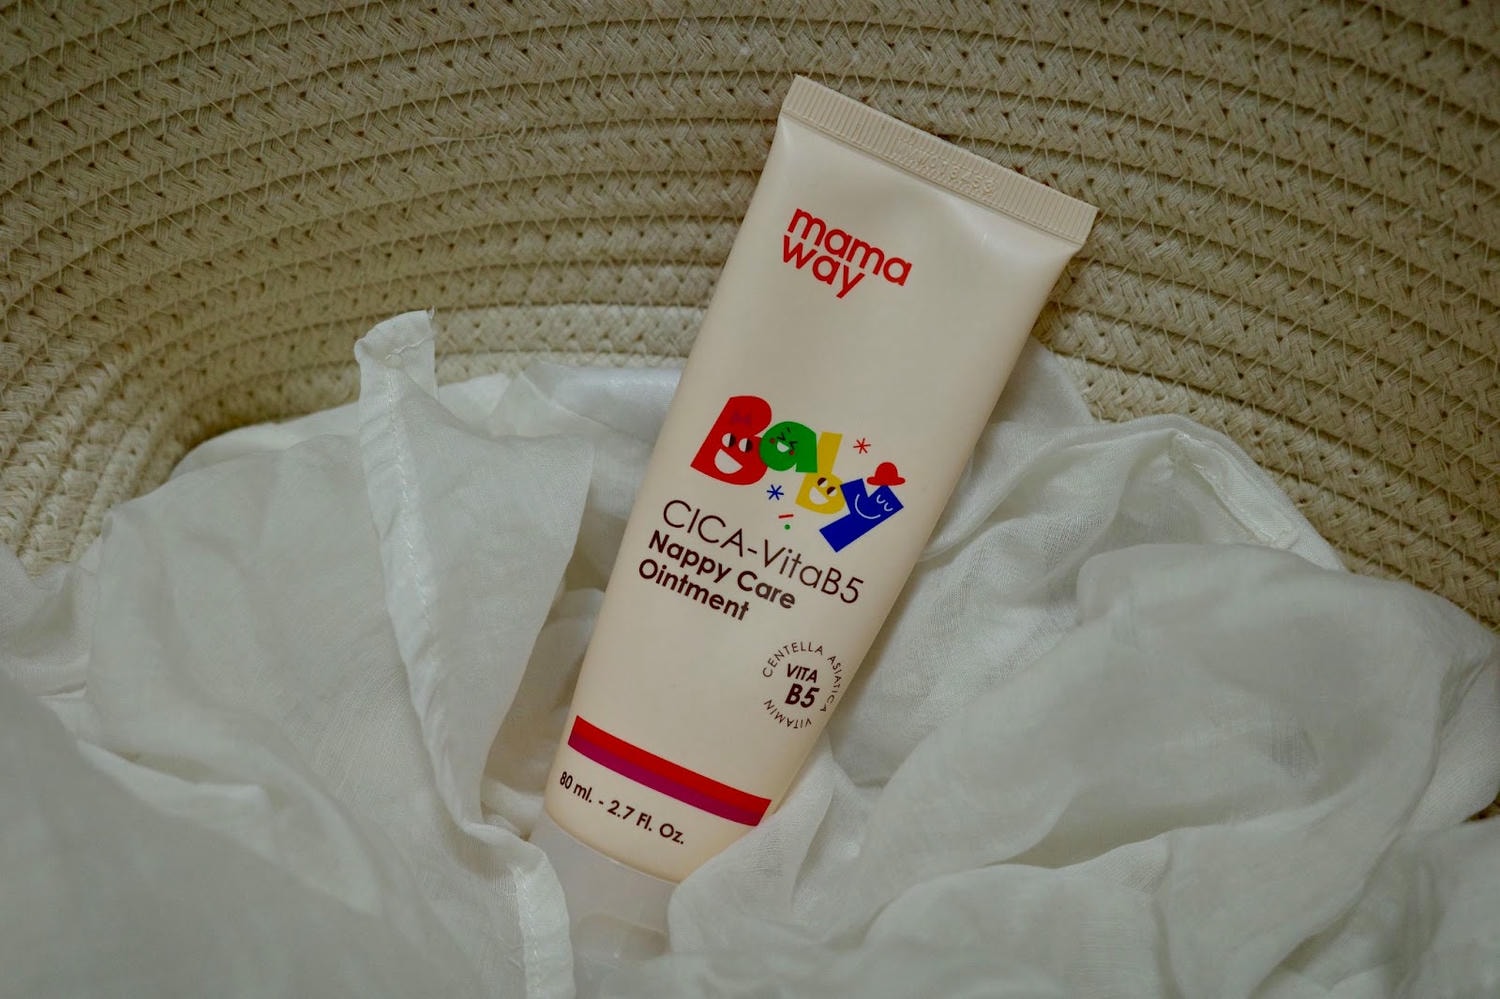 mama
way
Baby
CICA-VitaB5
Nappy Care
Ointment
CENTELLA ASIATICA
VITAMIN
VITA
B5
80 ml. - 2.7 Fl. Oz.